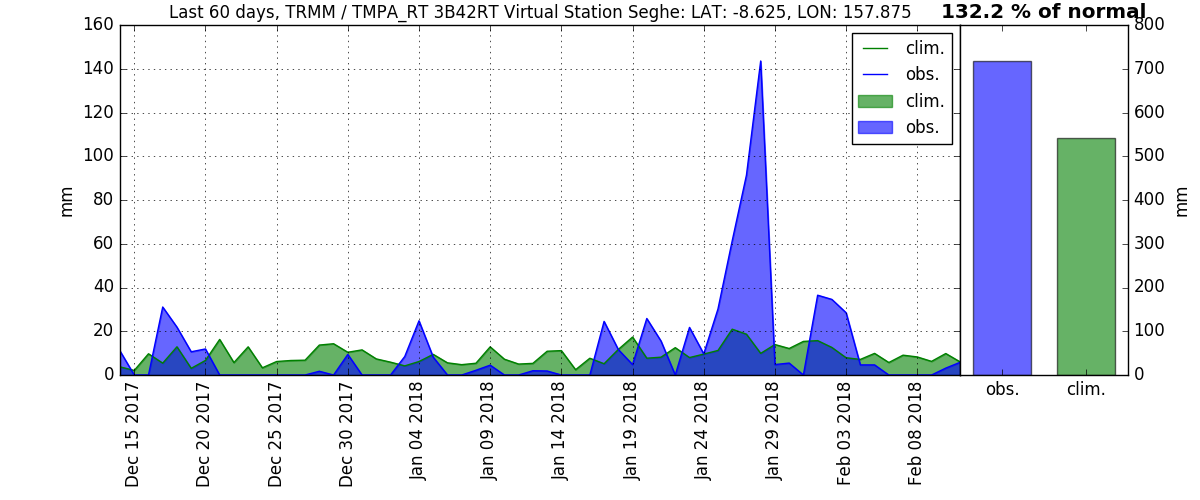 Last 60 days, TRMM / TMPA_RT 3B42RT Virtual Station Seghe: LAT: -8.625, LON: 157.875
132.2 % of normal
160
140
120
100
80
60
40
20
0
mm
clim.
obs.
clim.
obs.
Dec 15 2017
Dec 20 2017
Dec 25 2017
Dec 30 2017
Jan 04 2018
Jan 09 2018
Jan 14 2018
Jan 19 2018
Jan 24 2018
Jan 29 2018
Feb 03 2018
Feb 08 2018
800
700
600
500
400
300
200
100
0
mm
obs.
clim.